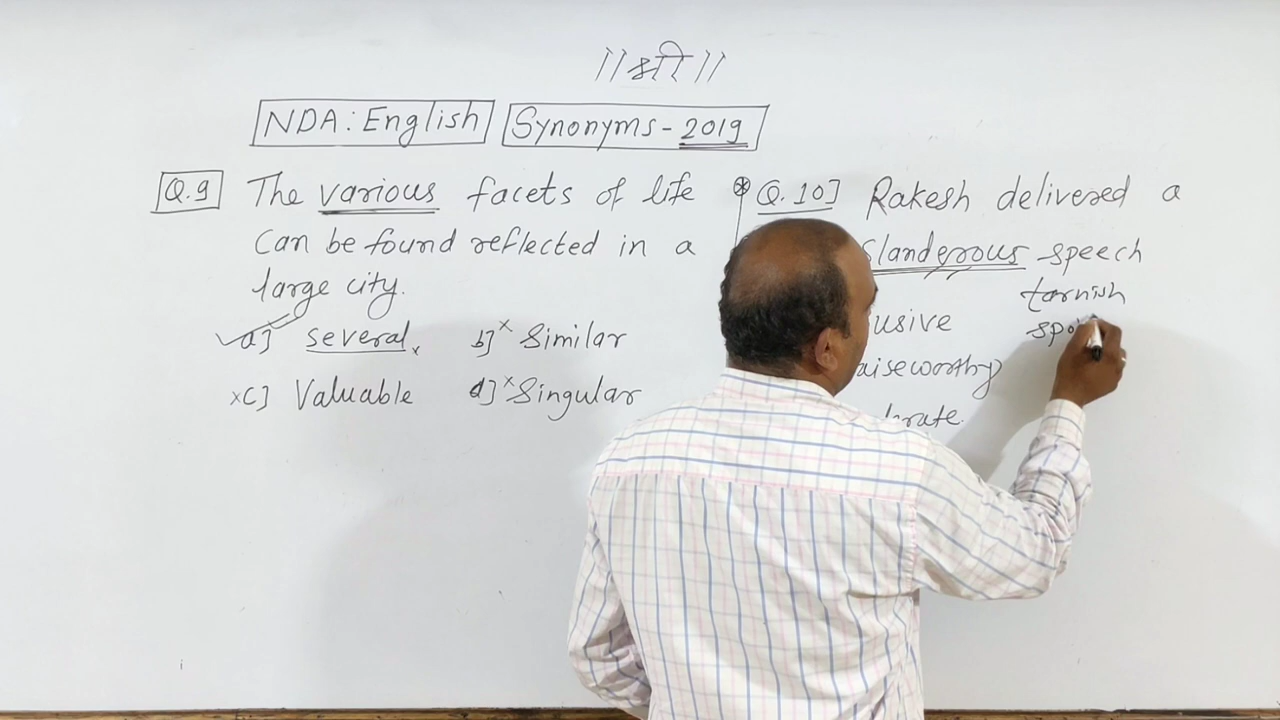 ||श्री||
NDA: English Synonyms-2019
Q.9 The various facets of life
can be found reflected in a
large city.
a] several b] Similar
c] Valuable d] Singular
Q.10] Rakesh delivered a
Slanderous speech
tarnish
usive
aiseworthy
erate